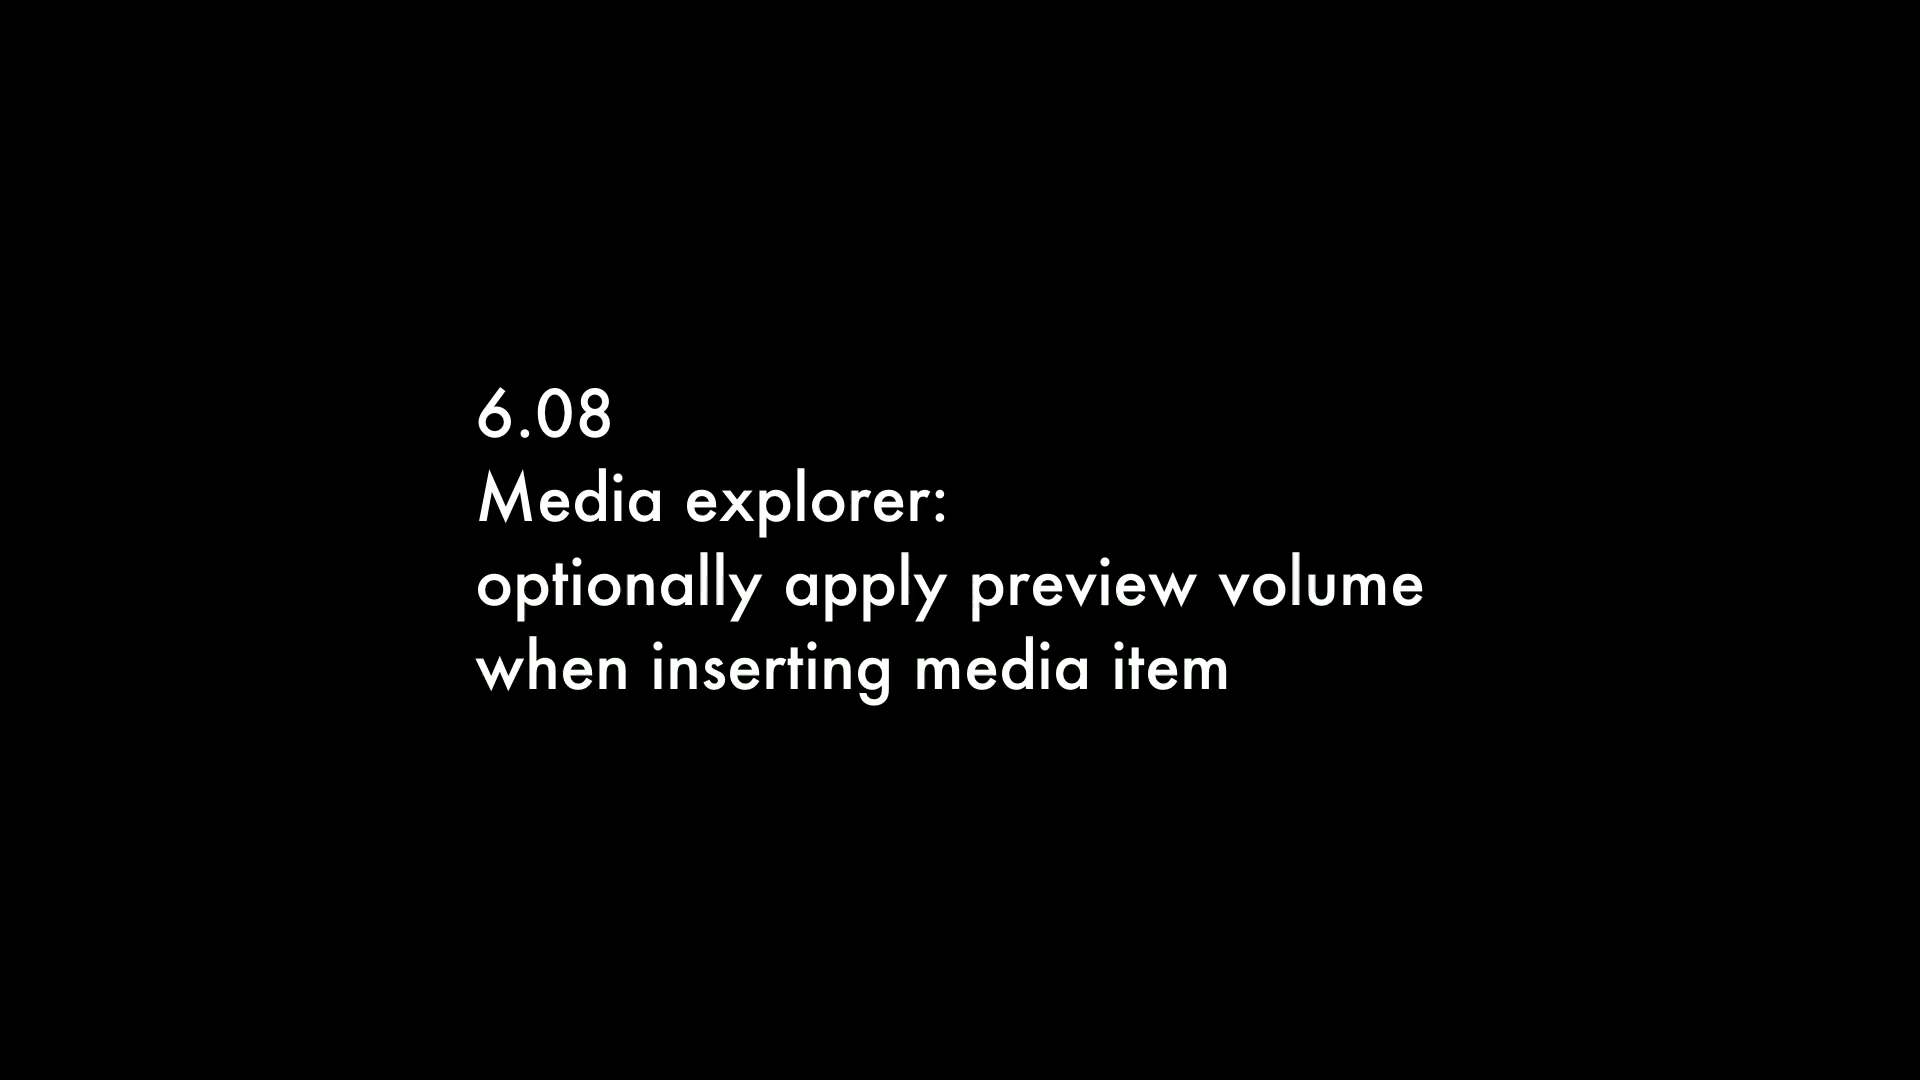 6.08
Media explorer:
optionally apply preview volume
when inserting media item